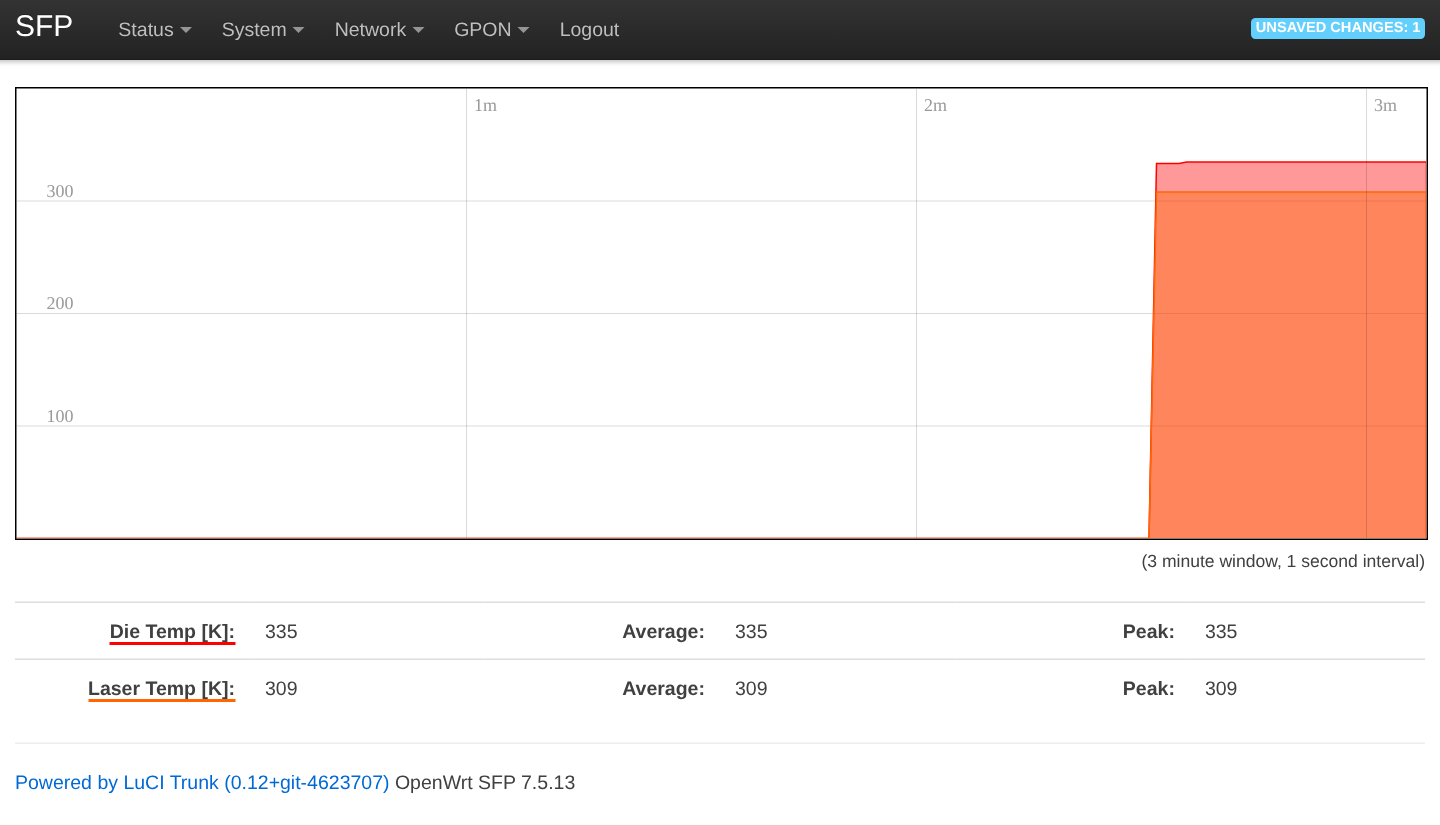 SFP Status System Network GPON Logout UNSAVED CHANGES: 1
1m 2m 3m
300
200
100
(3 minute window, 1 second interval)
Die Temp [K]: 335 Average: 335 Peak: 335
Laser Temp [K]: 309 Average: 309 Peak: 309
Powered by LuCI Trunk (0.12+git-4623707) OpenWrt SFP 7.5.13